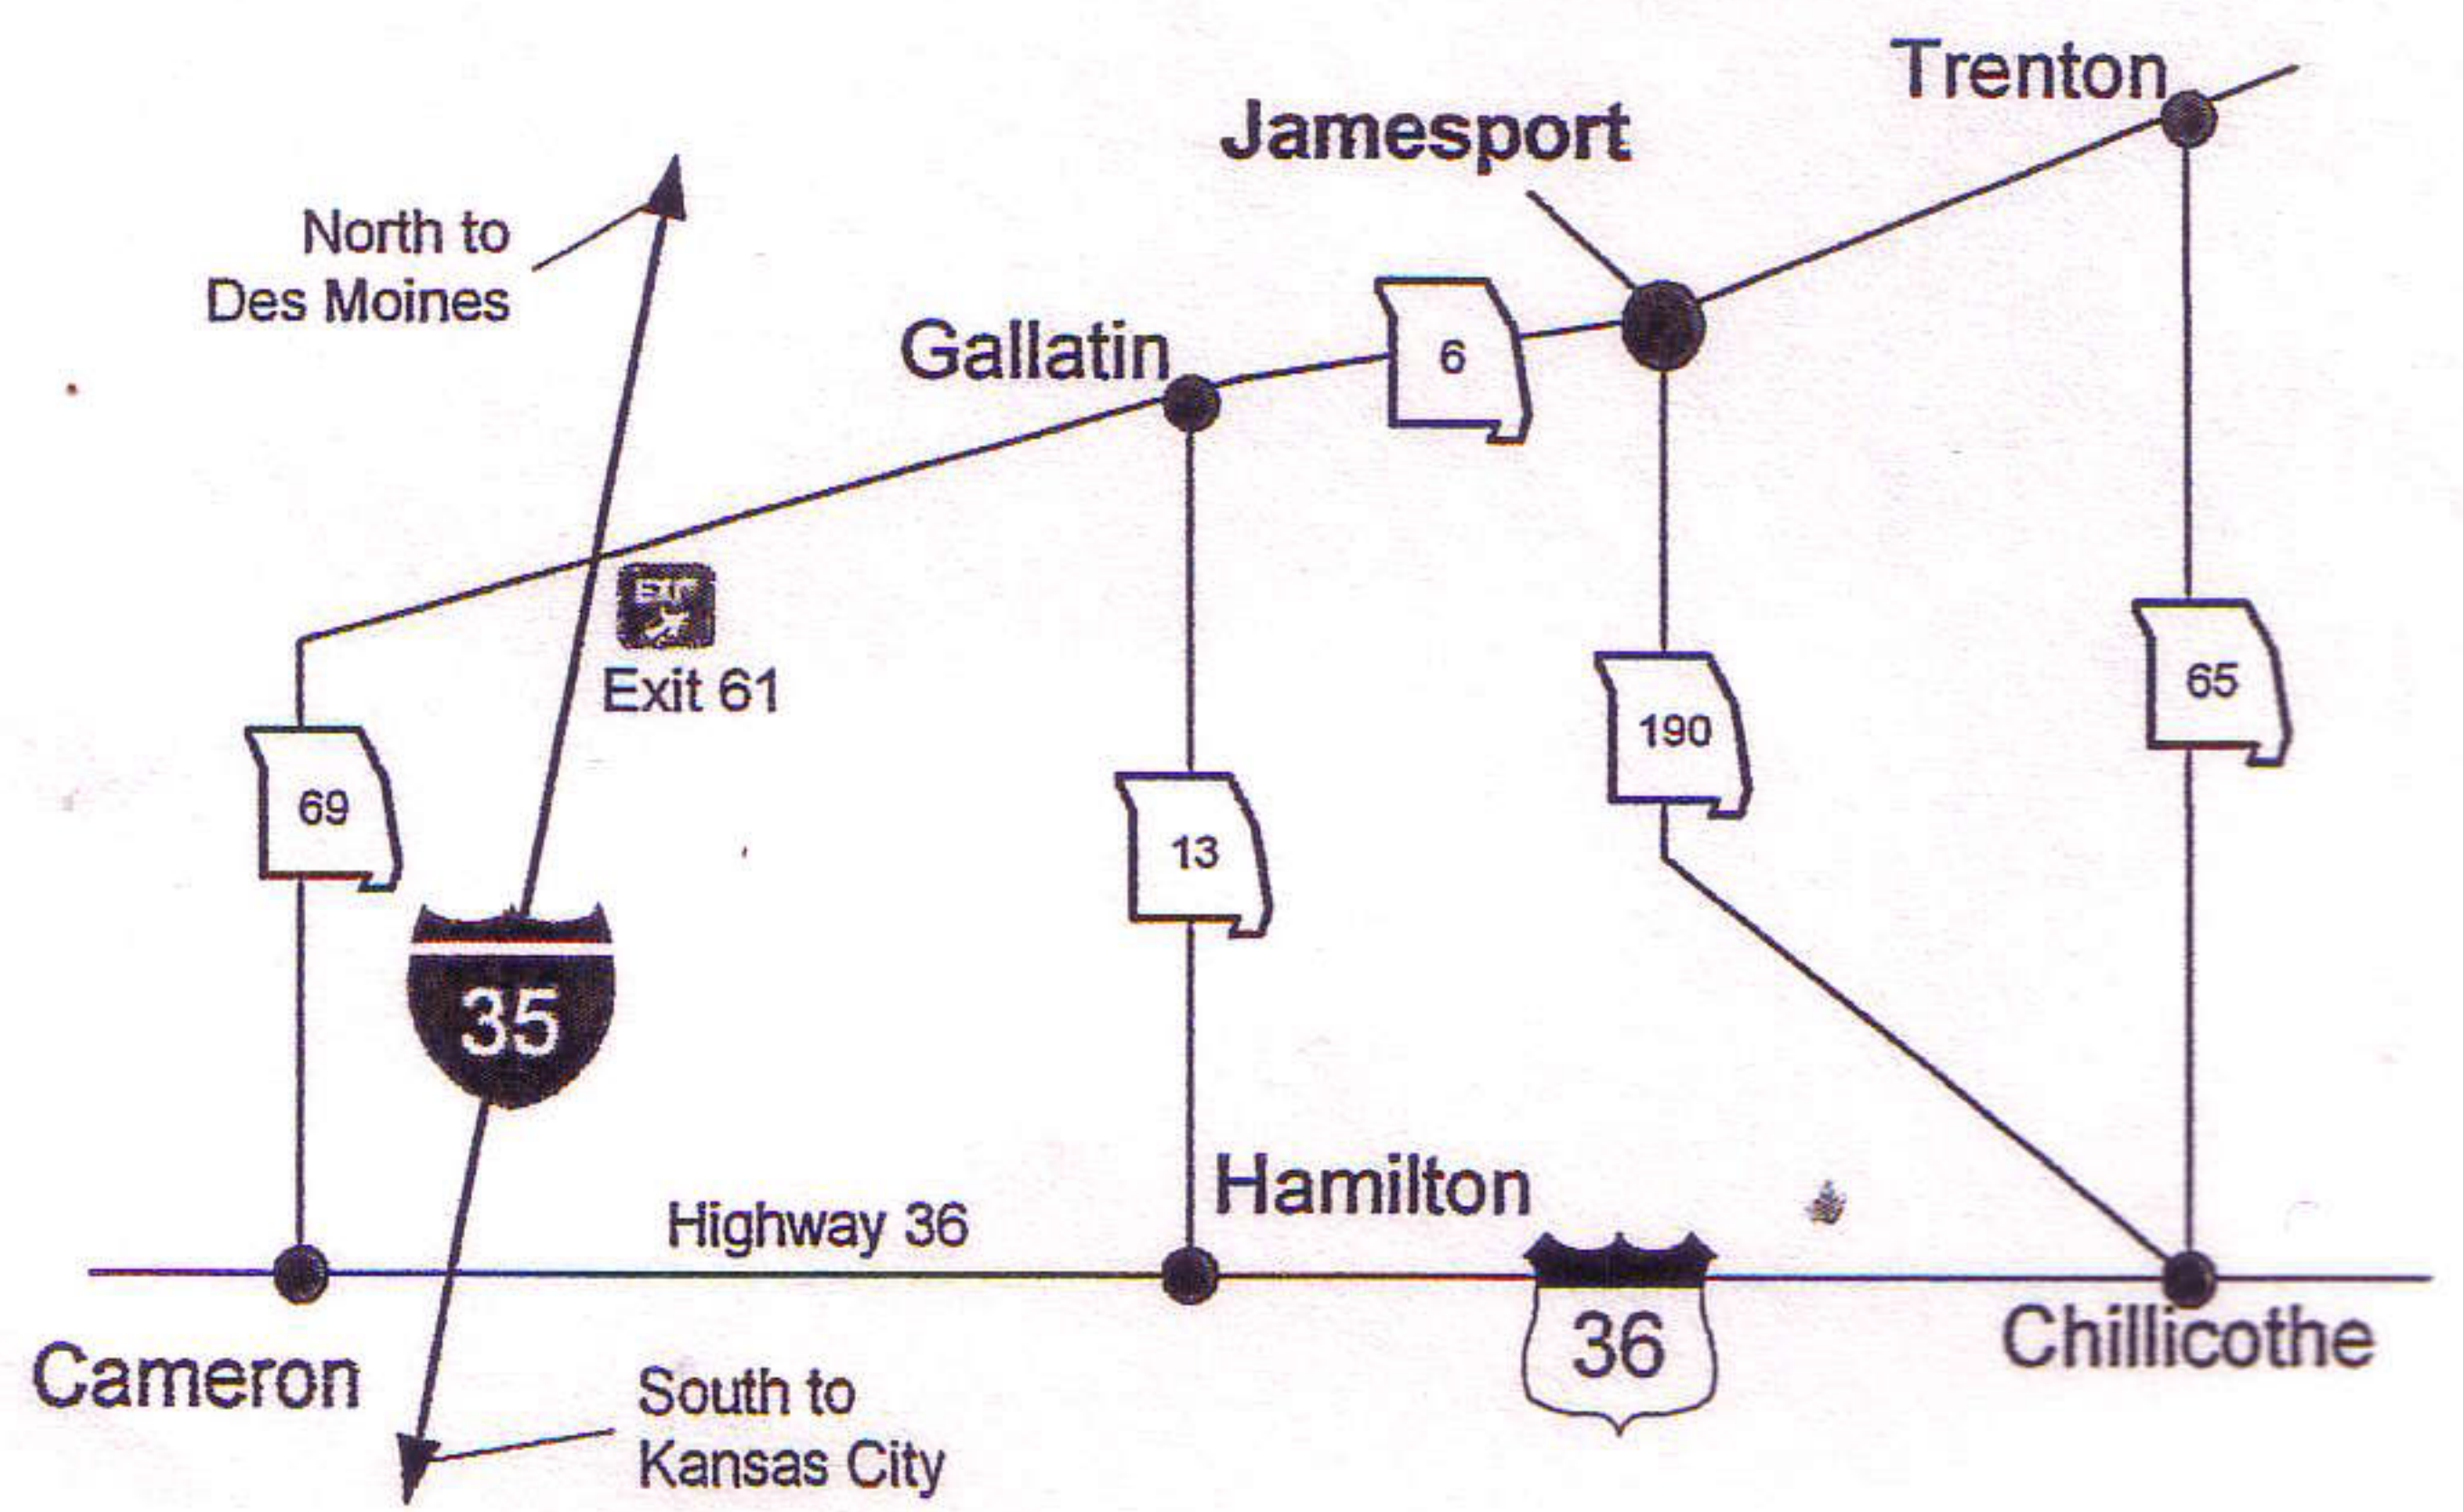 Trenton
Jamesport
North to
Des Moines
Gallatin
6
EXIT
Exit 61
65
190
69
13
35
Hamilton
Highway 36
36
Chillicothe
Cameron
South to
Kansas City